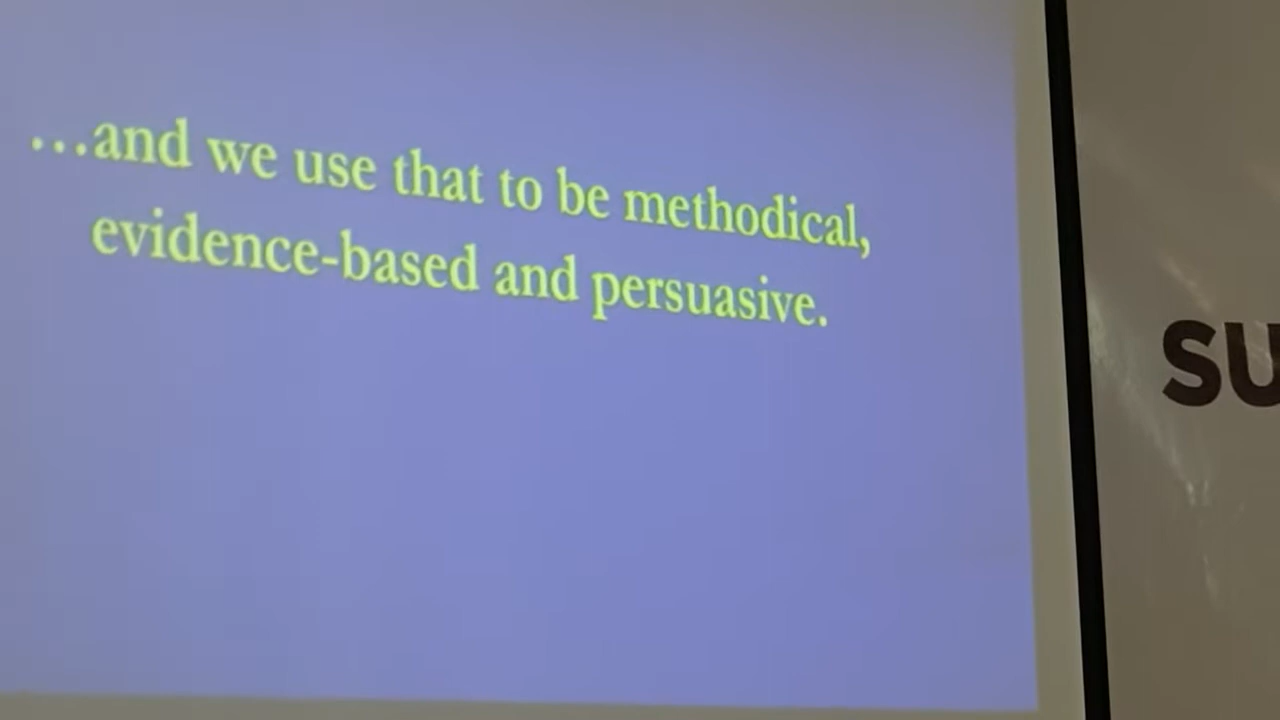 …and we use that to be methodical,
evidence-based and persuasive.
SU